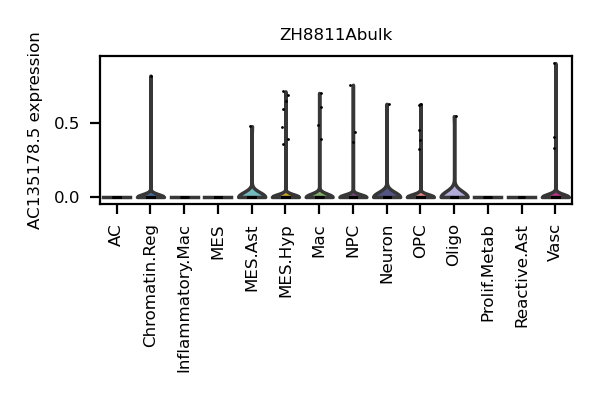 ZH8811Abulk
AC135178.5 expression
0.5
0.0
AC
Chromatin.Reg
Inflammatory.Mac
MES
MES.Ast
MES.Hyp
Mac
NPC
Neuron
OPC
Oligo
Prolif.Metab
Reactive.Ast
Vasc